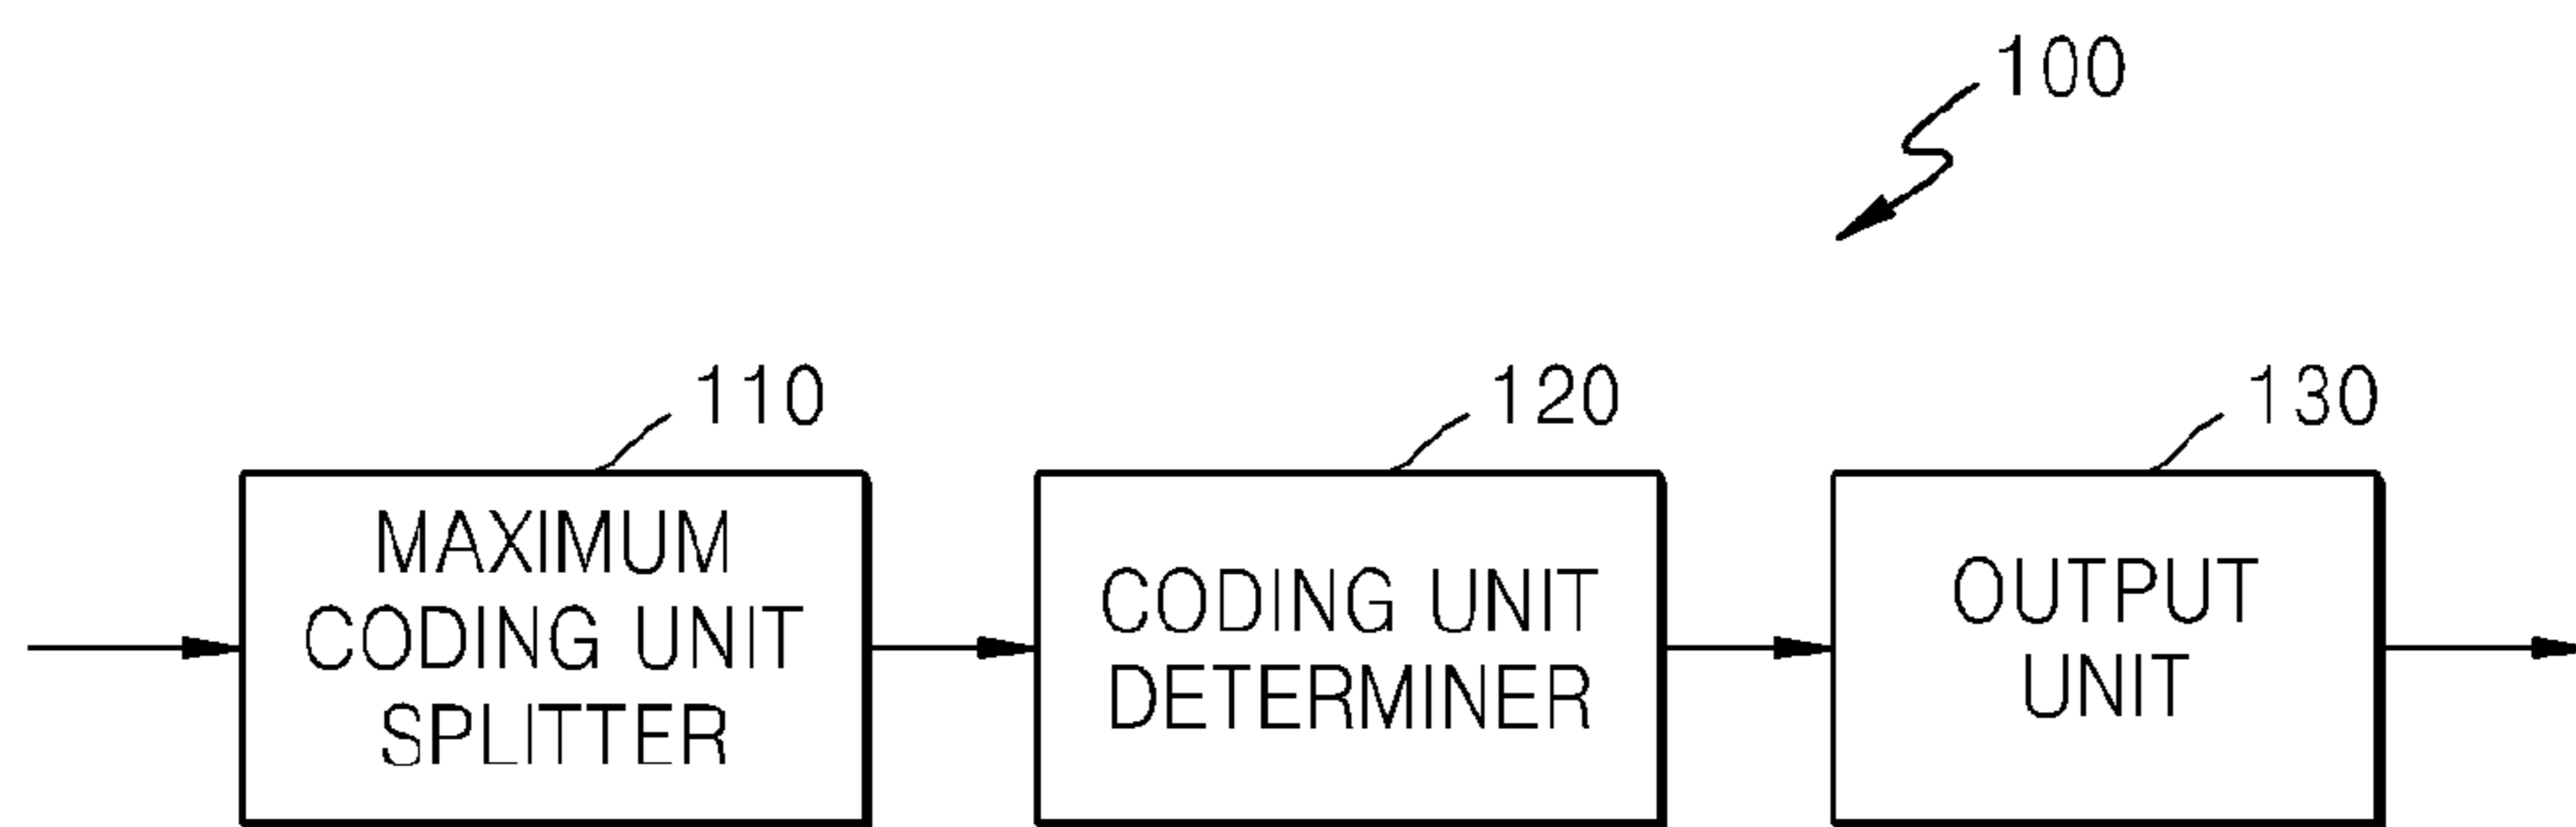 100
110
120
130
MAXIMUM
CODING UNIT
SPLITTER
CODING UNIT
DETERMINER
OUTPUT
UNIT